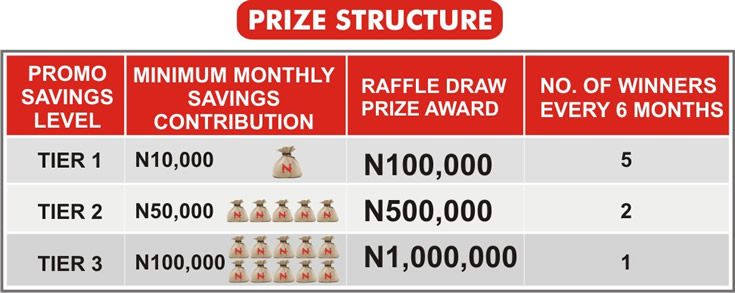 PRIZE STRUCTURE
PROMO SAVINGS LEVEL
MINIMUM MONTHLY SAVINGS CONTRIBUTION
RAFFLE DRAW PRIZE AWARD
NO. OF WINNERS EVERY 6 MONTHS
TIER 1 N10,000 N100,000 5
TIER 2 N50,000 N500,000 2
TIER 3 N100,000 N1,000,000 1